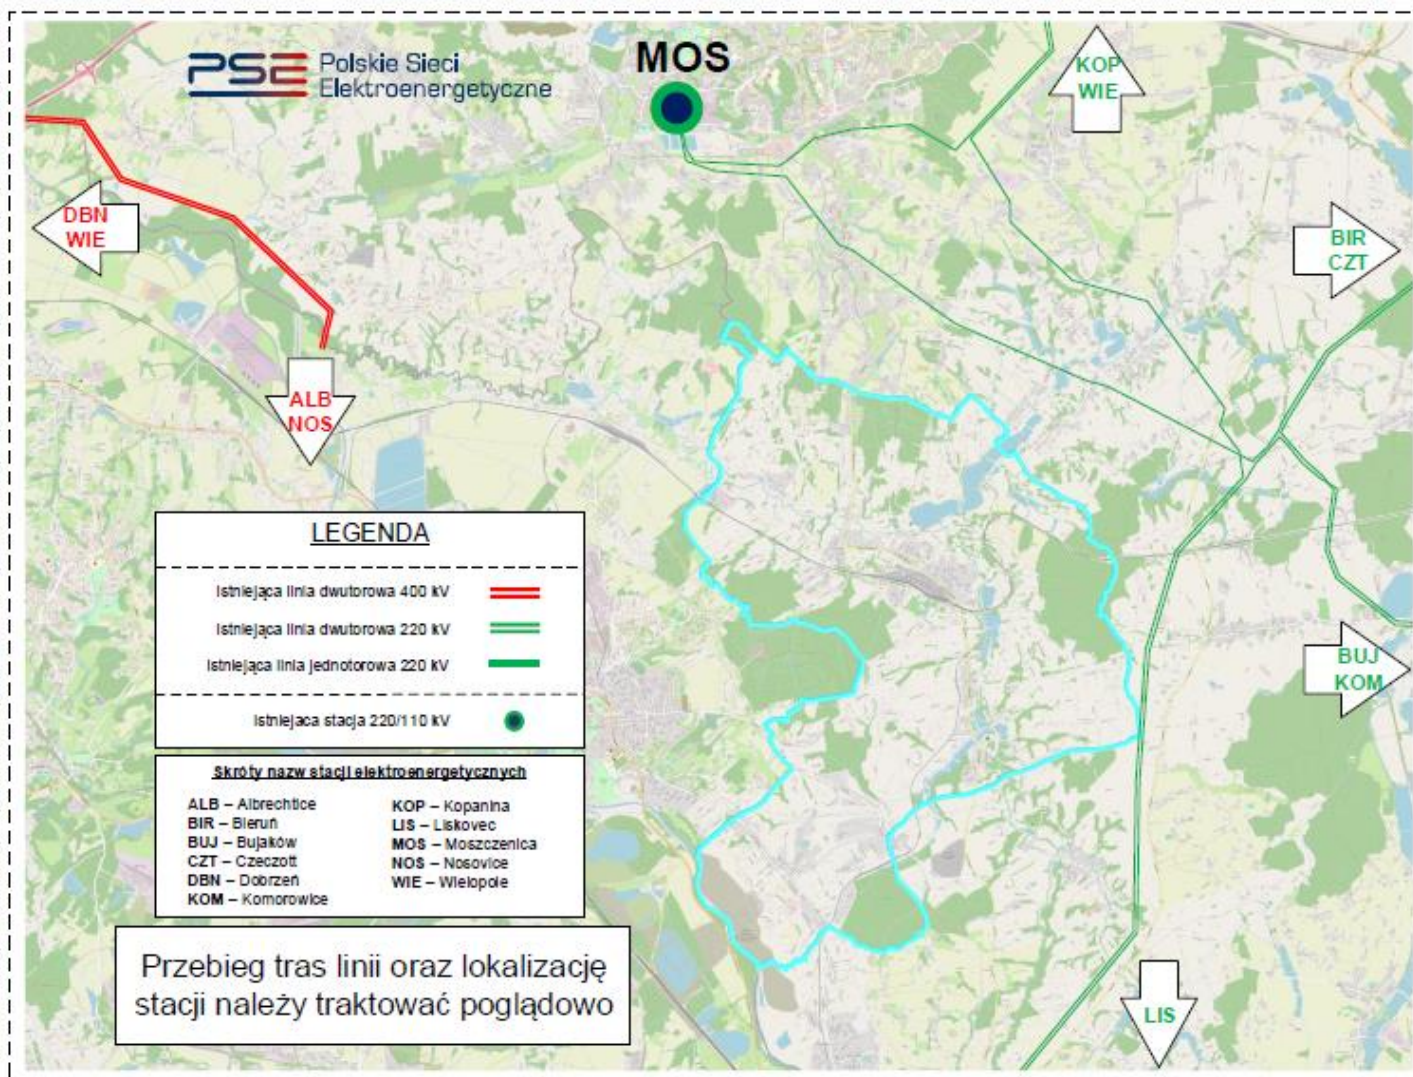 PSE Polskie Sieci
Elektroenergetyczne
MOS
KOP
WIE
DBN
WIE
BIR
CZT
ALB
NOS
BUJ
KOM
LIS
LEGENDA
Istniejąca linia dwutorowa 400 kV
Istniejąca linia dwutorowa 220 kV
Istniejąca linia jednotorowa 220 kV
Istniejaca stacja 220/110 kV
Skróty nazw stacji elektroenergetycznych
ALB – Albrechtice
BIR – Bieruń
BUJ – Bujaków
CZT – Czeczott
DBN – Dobrzeń
KOM – Komorowice
KOP – Kopanina
LIS – Liskovec
MOS – Moszczenica
NOS – Nosovice
WIE – Wielopole
Przebieg tras linii oraz lokalizację
stacji należy traktować poglądowo